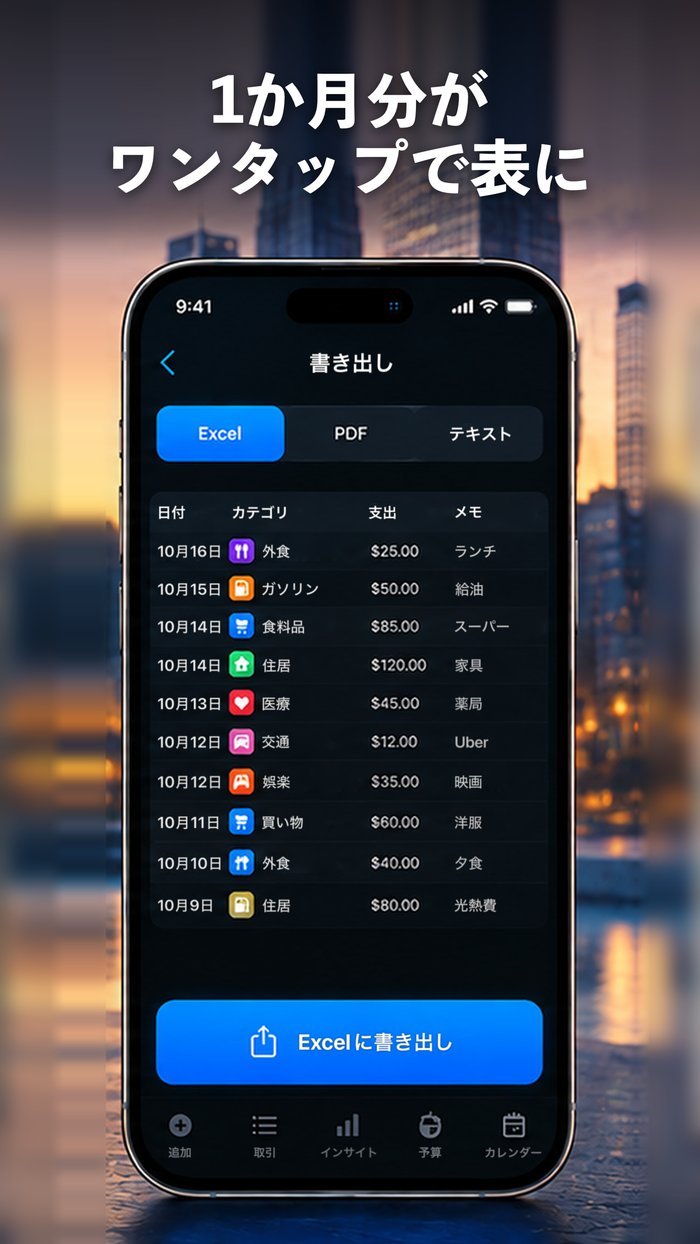 1か月分が
ワンタップで表に
9:41
書き出し
Excel PDF テキスト
日付 カテゴリ 支出 メモ
10月16日 外食 $25.00 ランチ
10月15日 ガソリン $50.00 給油
10月14日 食料品 $85.00 スーパー
10月14日 住居 $120.00 家具
10月13日 医療 $45.00 薬局
10月12日 交通 $12.00 Uber
10月12日 娯楽 $35.00 映画
10月11日 買い物 $60.00 洋服
10月10日 外食 $40.00 夕食
10月9日 住居 $80.00 光熱費
Excelに書き出し
追加 取引 インサイト 予算 カレンダー